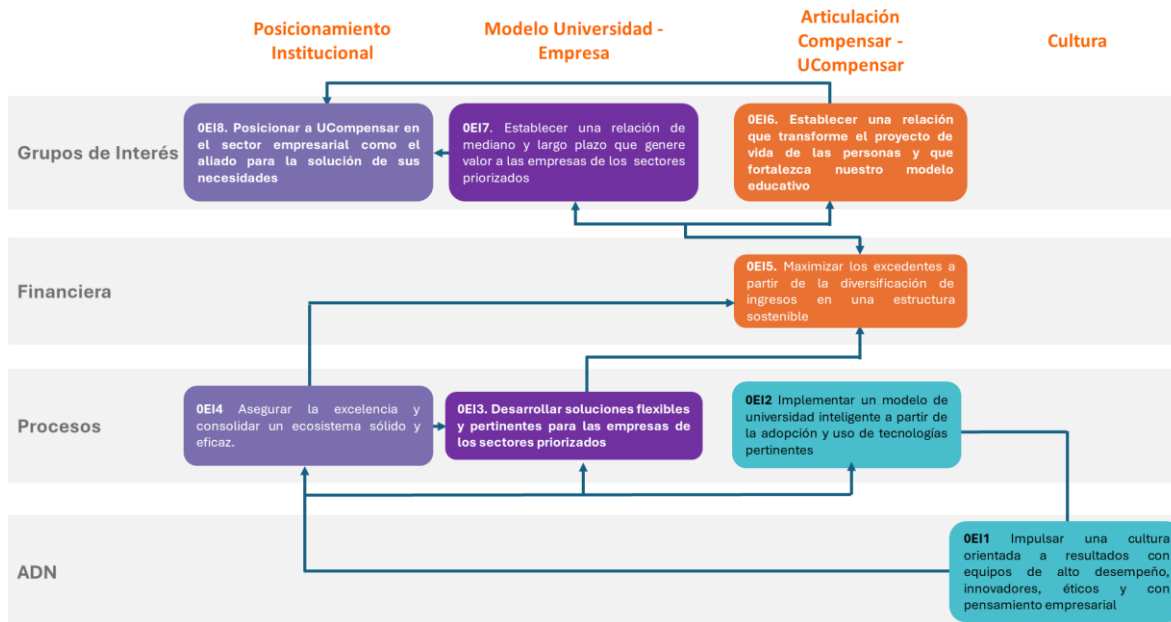 Posicionamiento
Institucional
Modelo Universidad -
Empresa
Articulación
Compensar -
UCompensar
Cultura
Grupos de Interés
0EI8. Posicionar a UCompensar en
el sector empresarial como el
aliado para la solución de sus
necesidades
0EI7. Establecer una relación de
mediano y largo plazo que genere
valor a las empresas de los sectores
priorizados
0EI6. Establecer una relación
que transforme el proyecto de
vida de las personas y que
fortalezca nuestro modelo
educativo
Financiera
0EI5. Maximizar los excedentes a
partir de la diversificación de
ingresos en una estructura
sostenible
Procesos
0EI4 Asegurar la excelencia y
consolidar un ecosistema sólido y
eficaz.
0EI3. Desarrollar soluciones flexibles
y pertinentes para las empresas de
los sectores priorizados
0EI2 Implementar un modelo de
universidad inteligente a partir de
la adopción y uso de tecnologías
pertinentes
ADN
0EI1 Impulsar una cultura
orientada a resultados con
equipos de alto desempeño,
innovadores, éticos y con
pensamiento empresarial